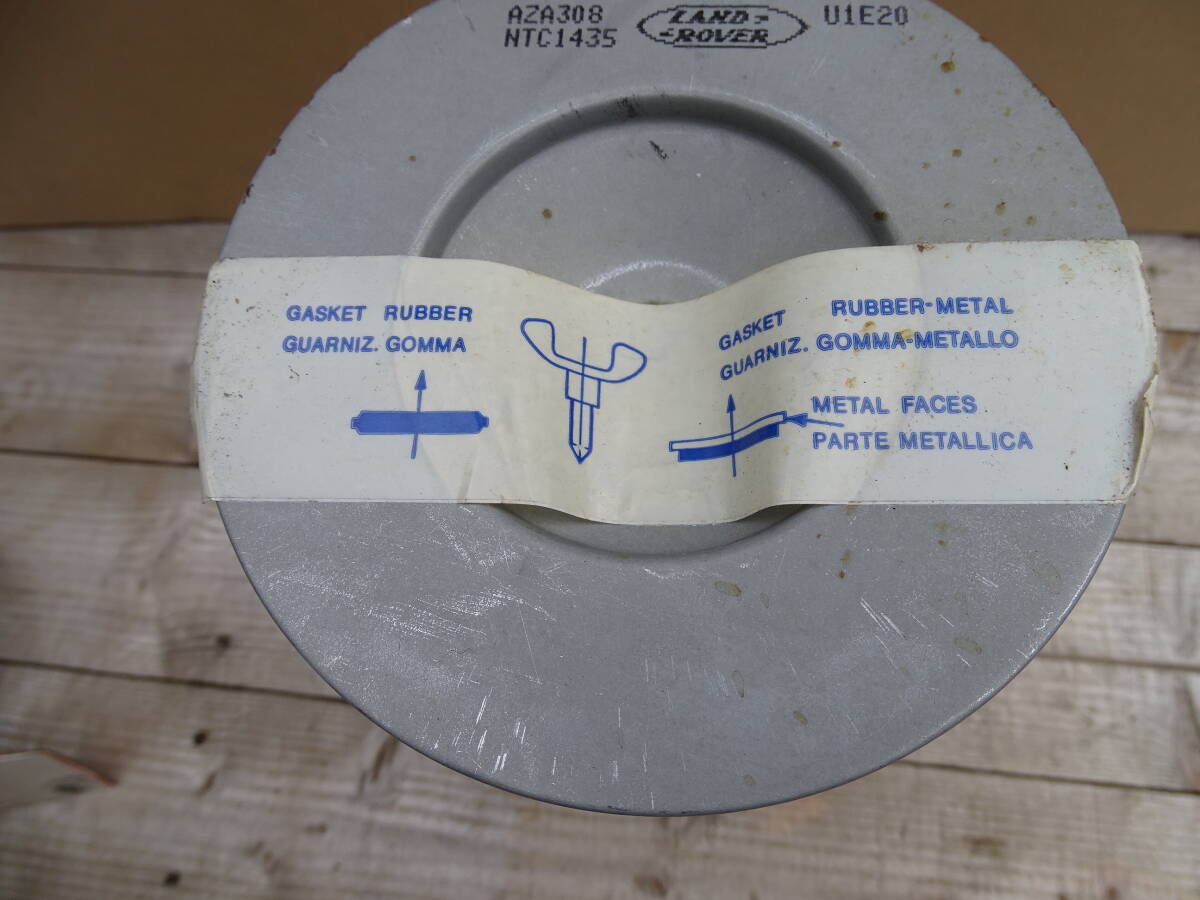 AZA308
NTC1435
LAND-
-ROVER
U1E20
GASKET RUBBER
GUARNIZ. GOMMA
GASKET RUBBER-METAL
GUARNIZ. GOMMA-METALLO
METAL FACES
PARTE METALLICA